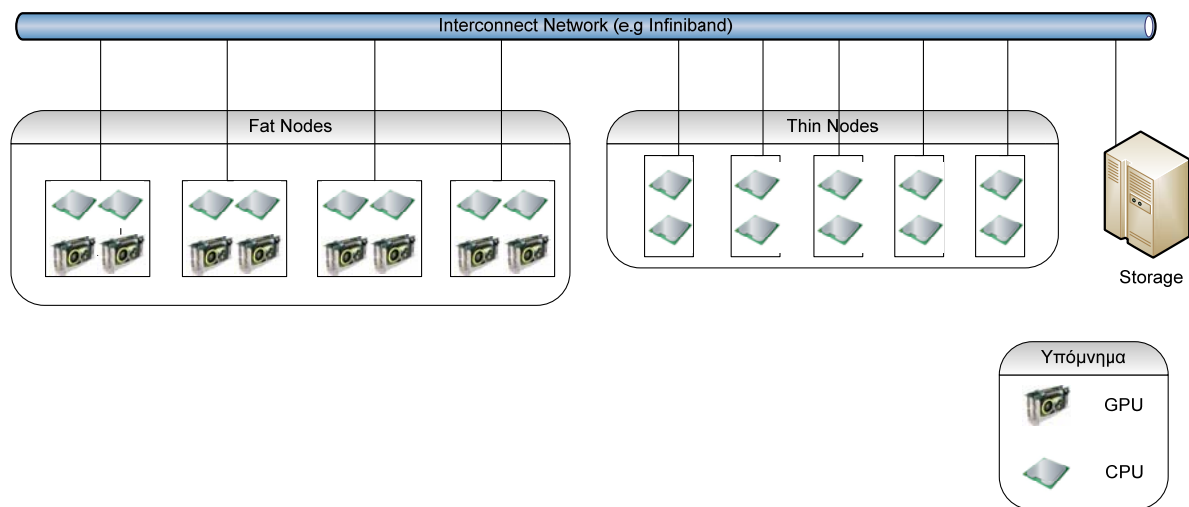 Interconnect Network (e.g Infiniband)
Fat Nodes
Thin Nodes
Storage
Υπόμνημα
GPU
CPU